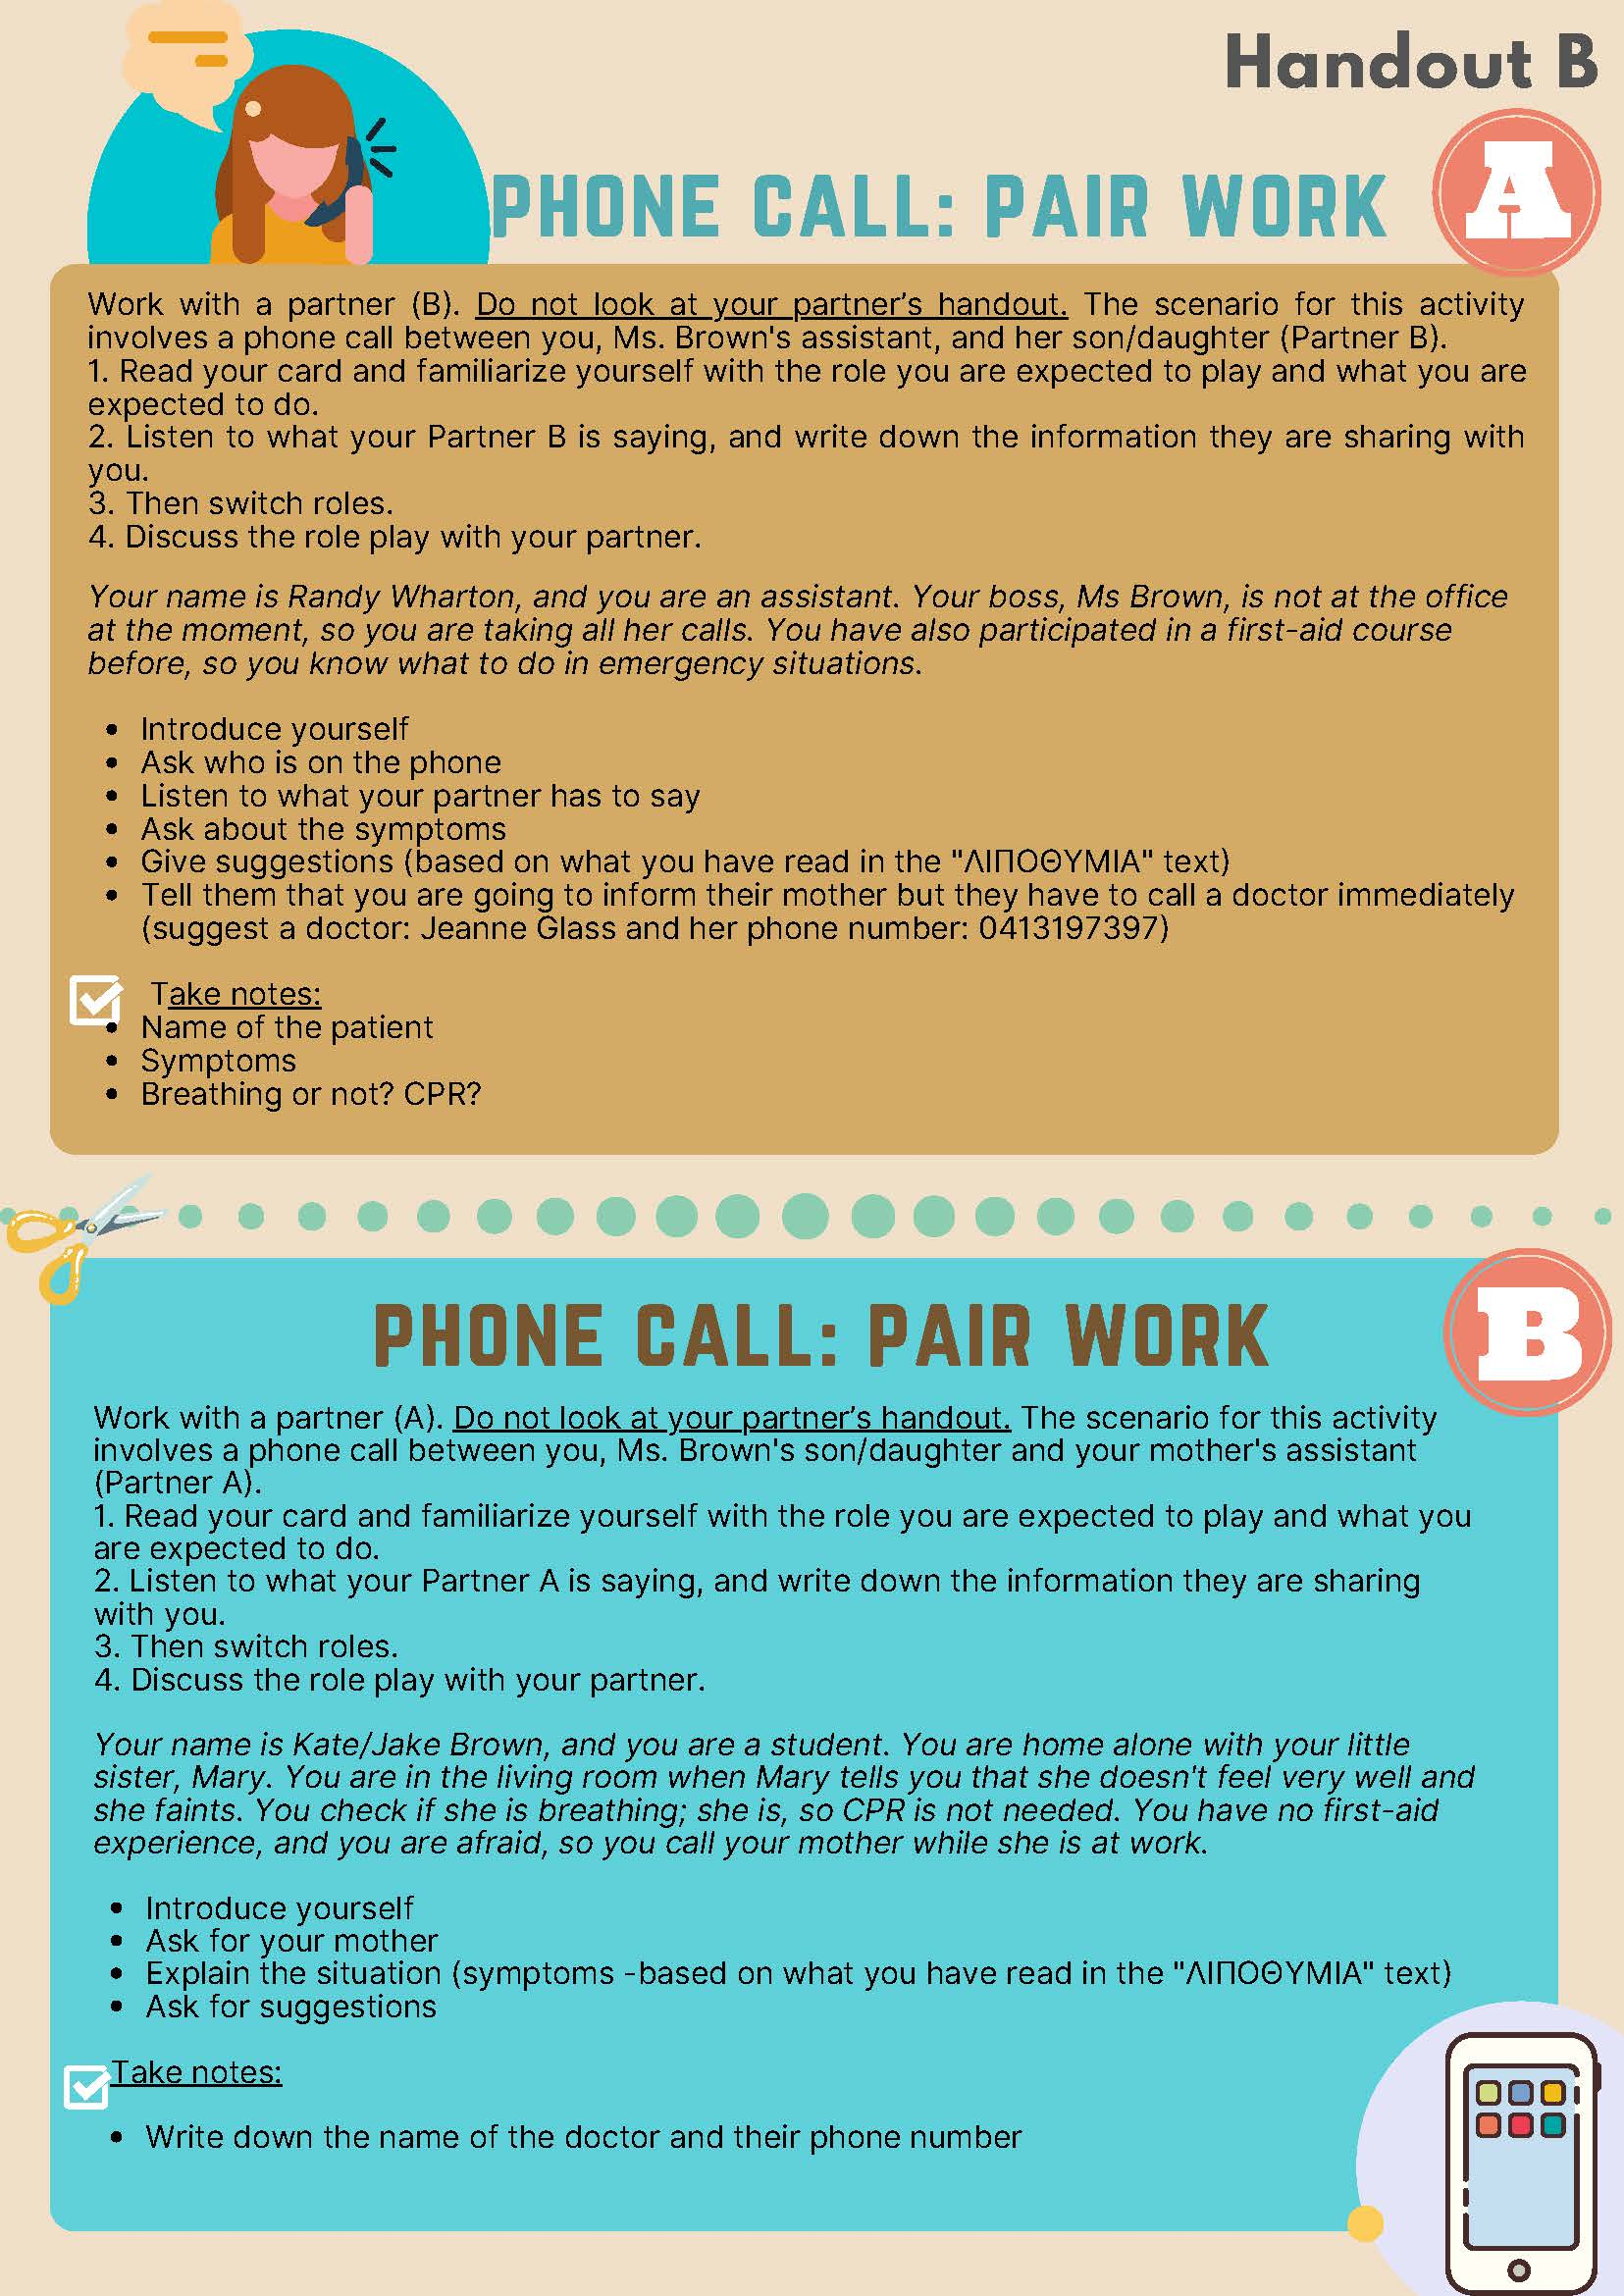 Handout B
PHONE CALL: PAIR WORK
A
Work with a partner (B). Do not look at your partner’s handout. The scenario for this activity
involves a phone call between you, Ms. Brown's assistant, and her son/daughter (Partner B).
1. Read your card and familiarize yourself with the role you are expected to play and what you are
expected to do.
2. Listen to what your Partner B is saying, and write down the information they are sharing with
you.
3. Then switch roles.
4. Discuss the role play with your partner.
Your name is Randy Wharton, and you are an assistant. Your boss, Ms Brown, is not at the office
at the moment, so you are taking all her calls. You have also participated in a first-aid course
before, so you know what to do in emergency situations.
• Introduce yourself
• Ask who is on the phone
• Listen to what your partner has to say
• Ask about the symptoms
• Give suggestions (based on what you have read in the "ΛΙΠΟΘΥΜΙΑ" text)
• Tell them that you are going to inform their mother but they have to call a doctor immediately
(suggest a doctor: Jeanne Glass and her phone number: 0413197397)
Take notes:
• Name of the patient
• Symptoms
• Breathing or not? CPR?
PHONE CALL: PAIR WORK
B
Work with a partner (A). Do not look at your partner’s handout. The scenario for this activity
involves a phone call between you, Ms. Brown's son/daughter and your mother's assistant
(Partner A).
1. Read your card and familiarize yourself with the role you are expected to play and what you
are expected to do.
2. Listen to what your Partner A is saying, and write down the information they are sharing
with you.
3. Then switch roles.
4. Discuss the role play with your partner.
Your name is Kate/Jake Brown, and you are a student. You are home alone with your little
sister, Mary. You are in the living room when Mary tells you that she doesn't feel very well and
she faints. You check if she is breathing; she is, so CPR is not needed. You have no first-aid
experience, and you are afraid, so you call your mother while she is at work.
• Introduce yourself
• Ask for your mother
• Explain the situation (symptoms -based on what you have read in the "ΛΙΠΟΘΥΜΙΑ" text)
• Ask for suggestions
Take notes:
• Write down the name of the doctor and their phone number